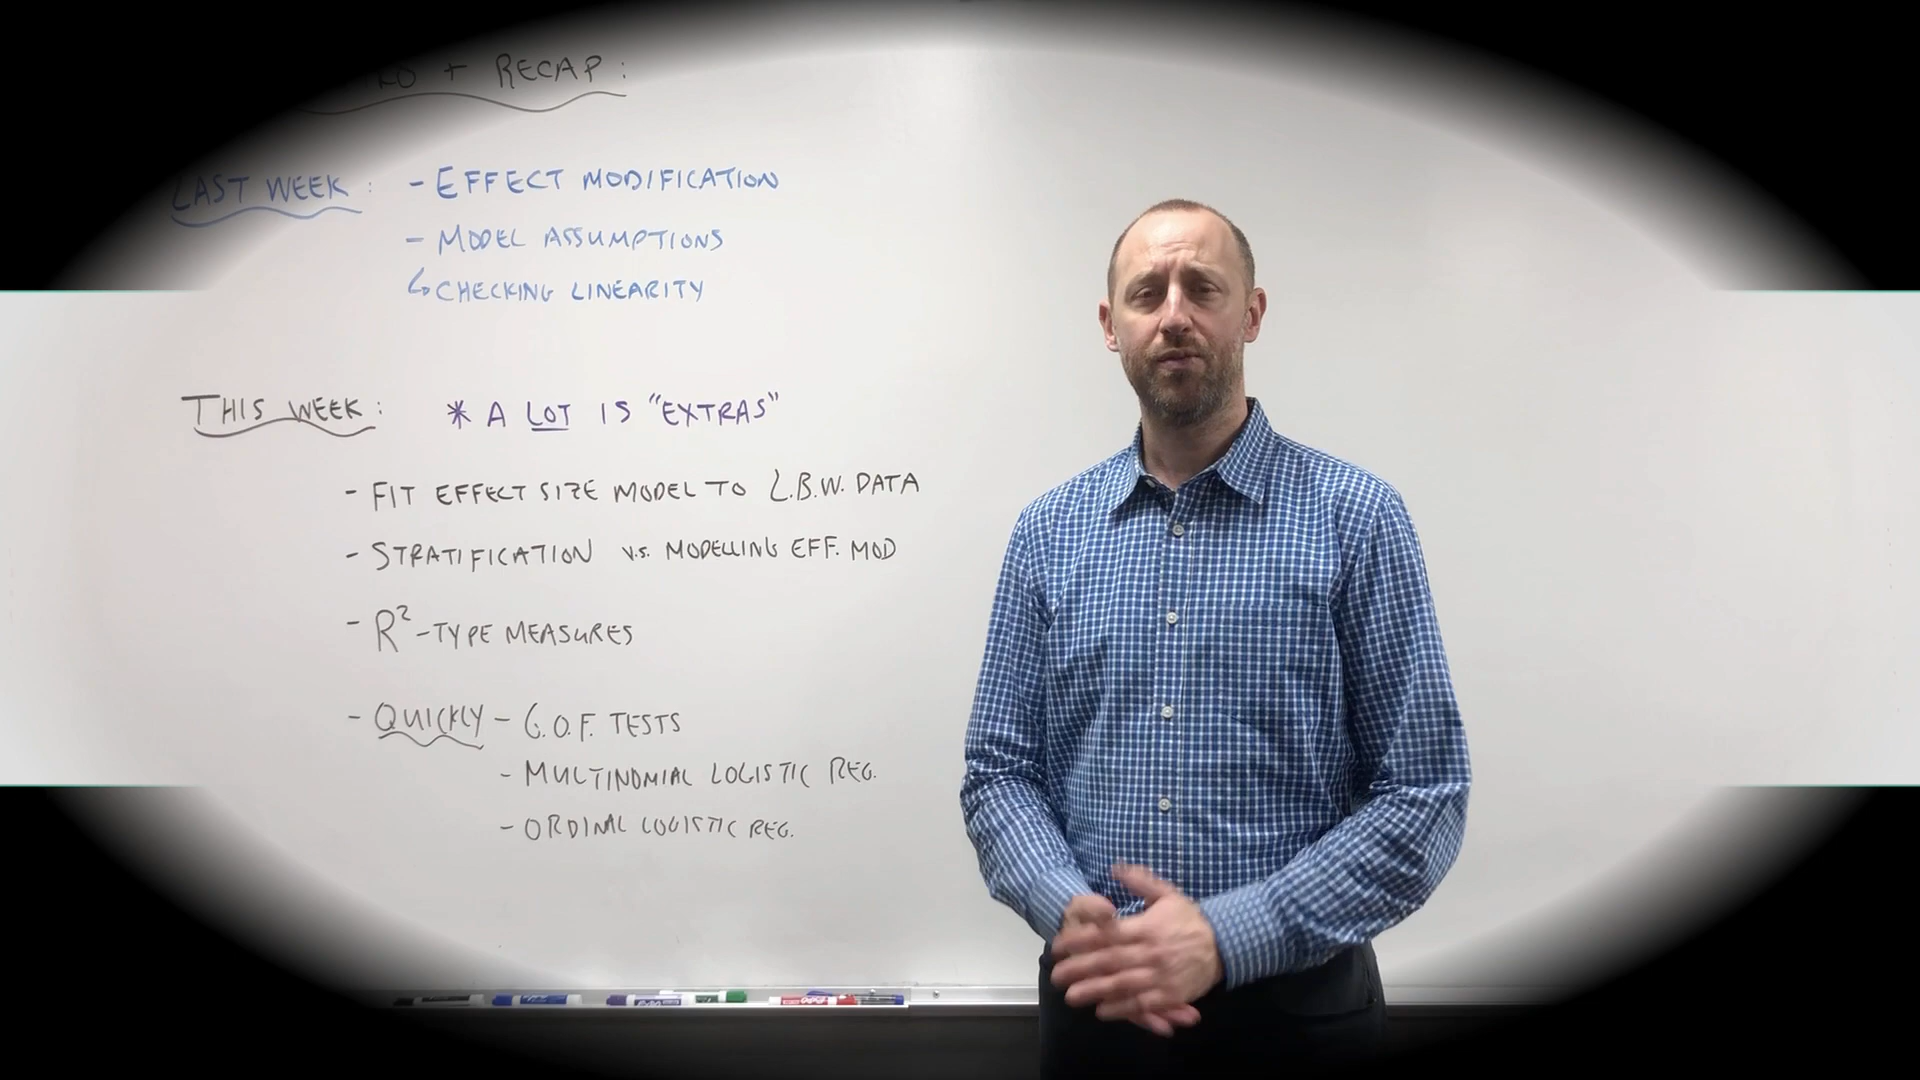 + RECAP:
LAST WEEK: - EFFECT MODIFICATION
- MODEL ASSUMPTIONS
↳ CHECKING LINEARITY
THIS WEEK: * A LOT IS "EXTRAS"
- FIT EFFECT SIZE MODEL TO L.B.W. DATA
- STRATIFICATION V.S. MODELLING EFF. MOD
- R²-TYPE MEASURES
- QUICKLY - G.O.F. TESTS
- MULTINOMIAL LOGISTIC REG.
- ORDINAL LOGISTIC REG.